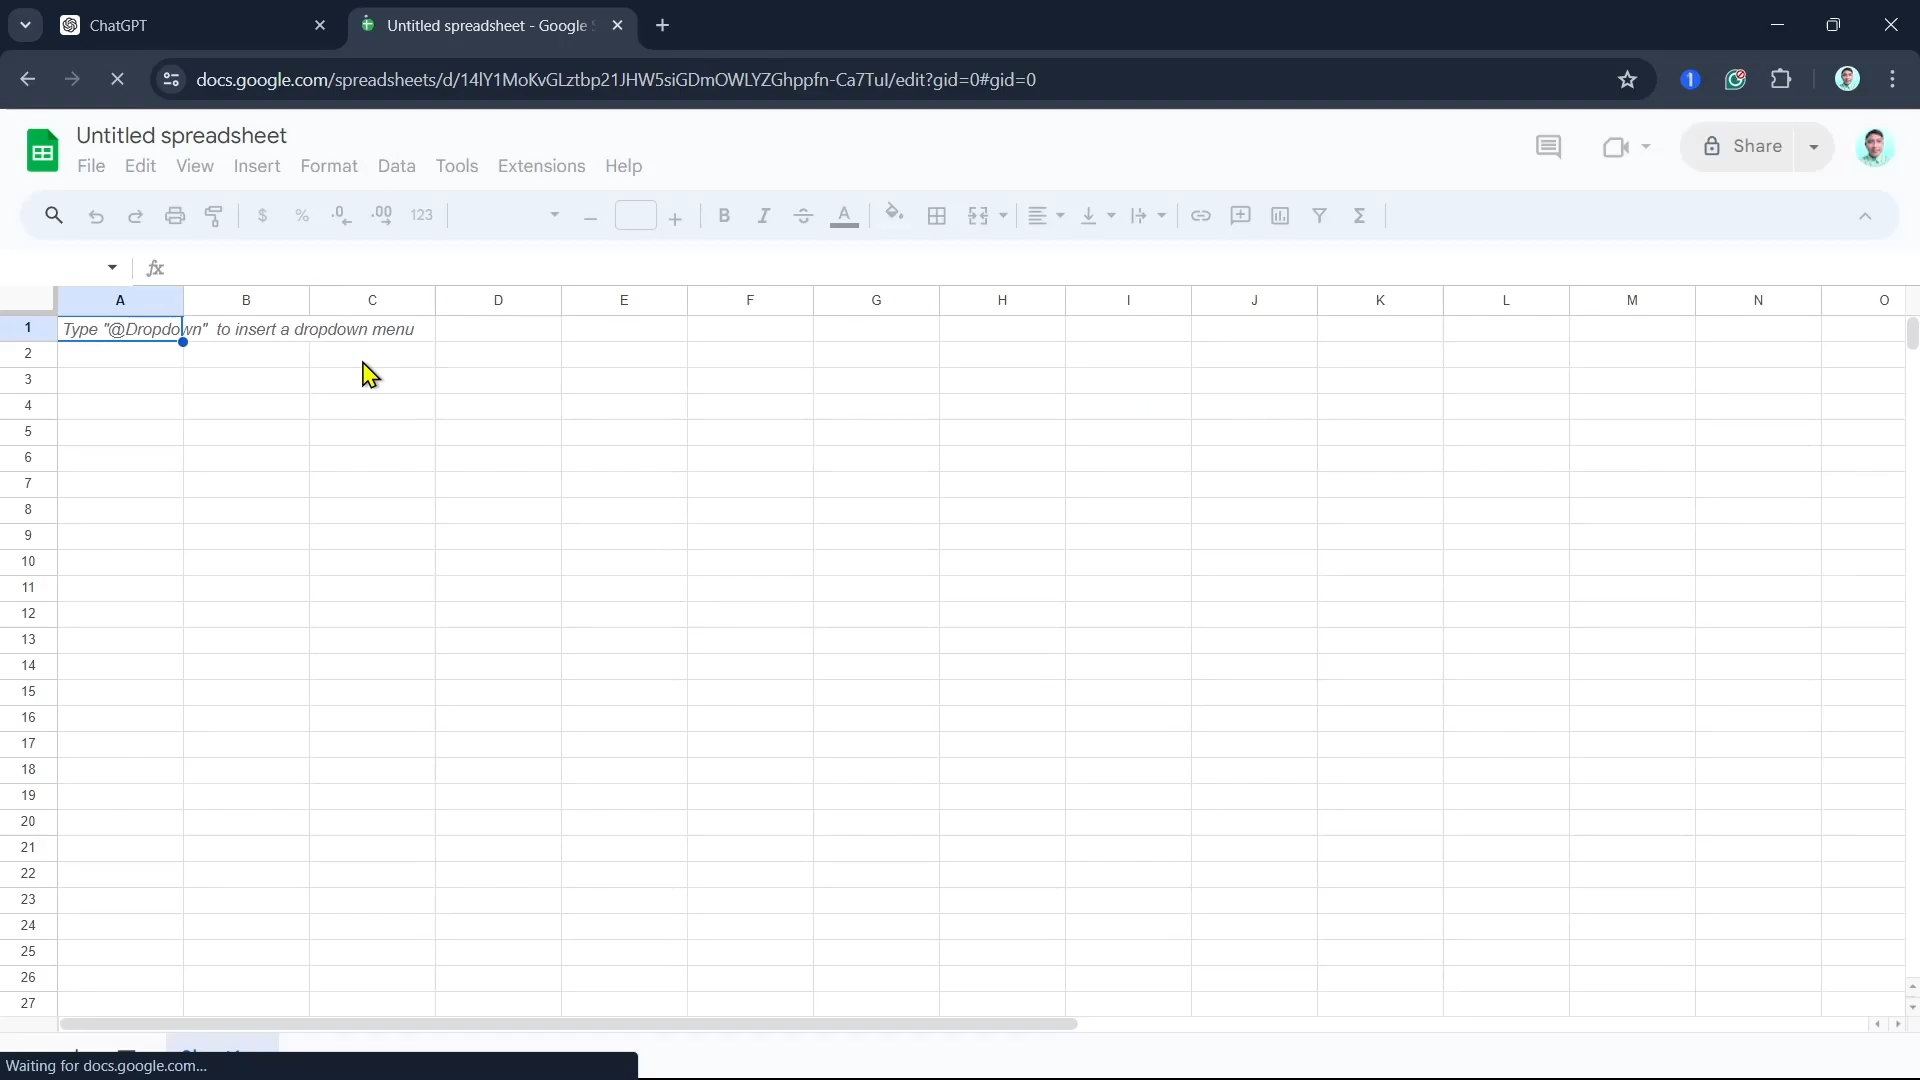 ChatGPT
Untitled spreadsheet - Google
docs.google.com/spreadsheets/d/14lY1MoKvGLztbp21JHW5siGDmOWLYZGhppfn-Ca7TuI/edit?gid=0#gid=0
Untitled spreadsheet
File Edit View Insert Format Data Tools Extensions Help
Share
$ % .0 .00 123 B I S A Σ
fx
A B C D E F G H I J K L M N O
1 Type "@Dropdown" to insert a dropdown menu
2
3
4
5
6
7
8
9
10
11
12
13
14
15
16
17
18
19
20
21
22
23
24
25
26
27
Waiting for docs.google.com...